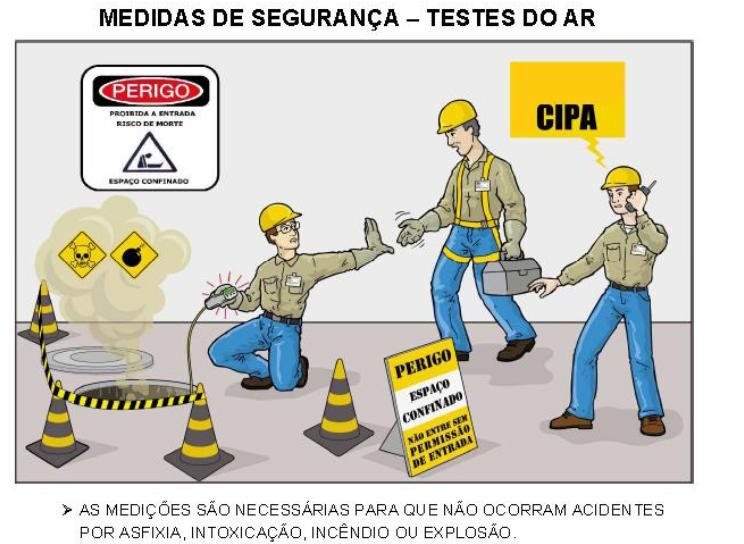 MEDIDAS DE SEGURANÇA – TESTES DO AR
PERIGO
PROIBIDA A ENTRADA
RISCO DE MORTE
ESPAÇO CONFINADO
CIPA
PERIGO
ESPAÇO
CONFINADO
NÃO ENTRE SEM
PERMISSÃO
DE ENTRADA
➢ AS MEDIÇÕES SÃO NECESSÁRIAS PARA QUE NÃO OCORRAM ACIDENTES
POR ASFIXIA, INTOXICAÇÃO, INCÊNDIO OU EXPLOSÃO.